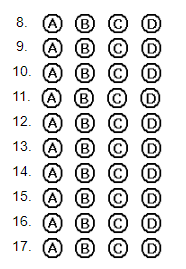 8. A B C D
9. A B C D
10. A B C D
11. A B C D
12. A B C D
13. A B C D
14. A B C D
15. A B C D
16. A B C D
17. A B C D